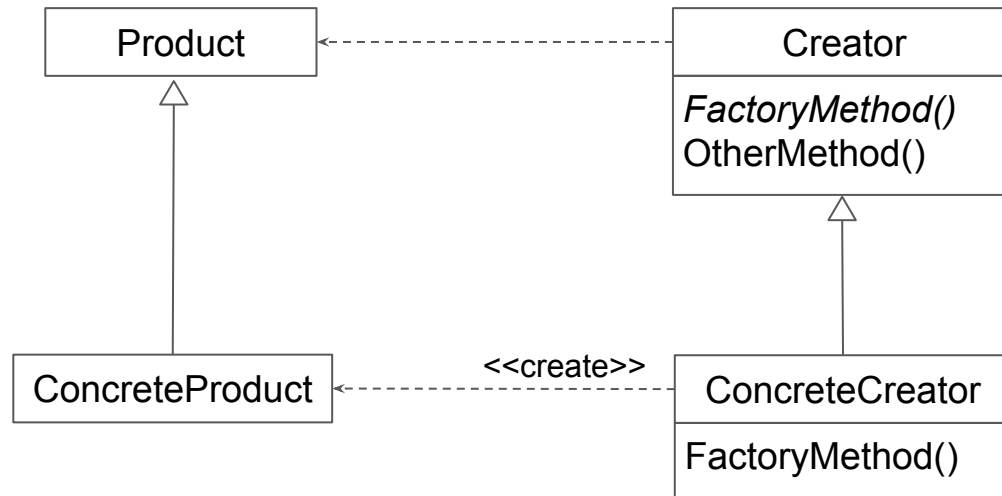 Product
Creator
FactoryMethod()
OtherMethod()
<<create>>
ConcreteProduct
ConcreteCreator
FactoryMethod()